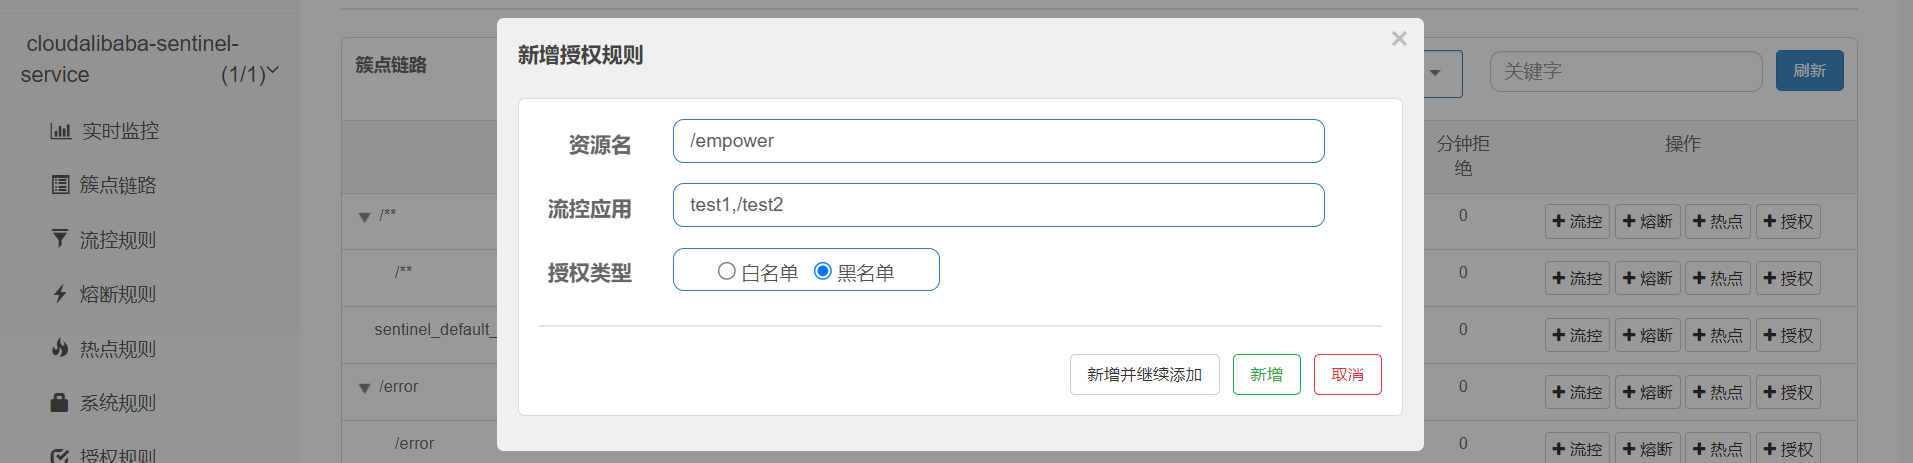 cloudalibaba-sentinel-
service (1/1)
实时监控
簇点链路
流控规则
熔断规则
热点规则
系统规则
授权规则
簇点链路
关键字
刷新
分钟拒
绝
操作
/**
0
流控 熔断 热点 授权
/**
0
流控 熔断 热点 授权
sentinel_default_
0
流控 熔断 热点 授权
/error
0
流控 熔断 热点 授权
/error
0
流控 熔断 热点 授权
新增授权规则
×
资源名 /empower
流控应用 test1,/test2
授权类型 白名单 黑名单
新增并继续添加 新增 取消